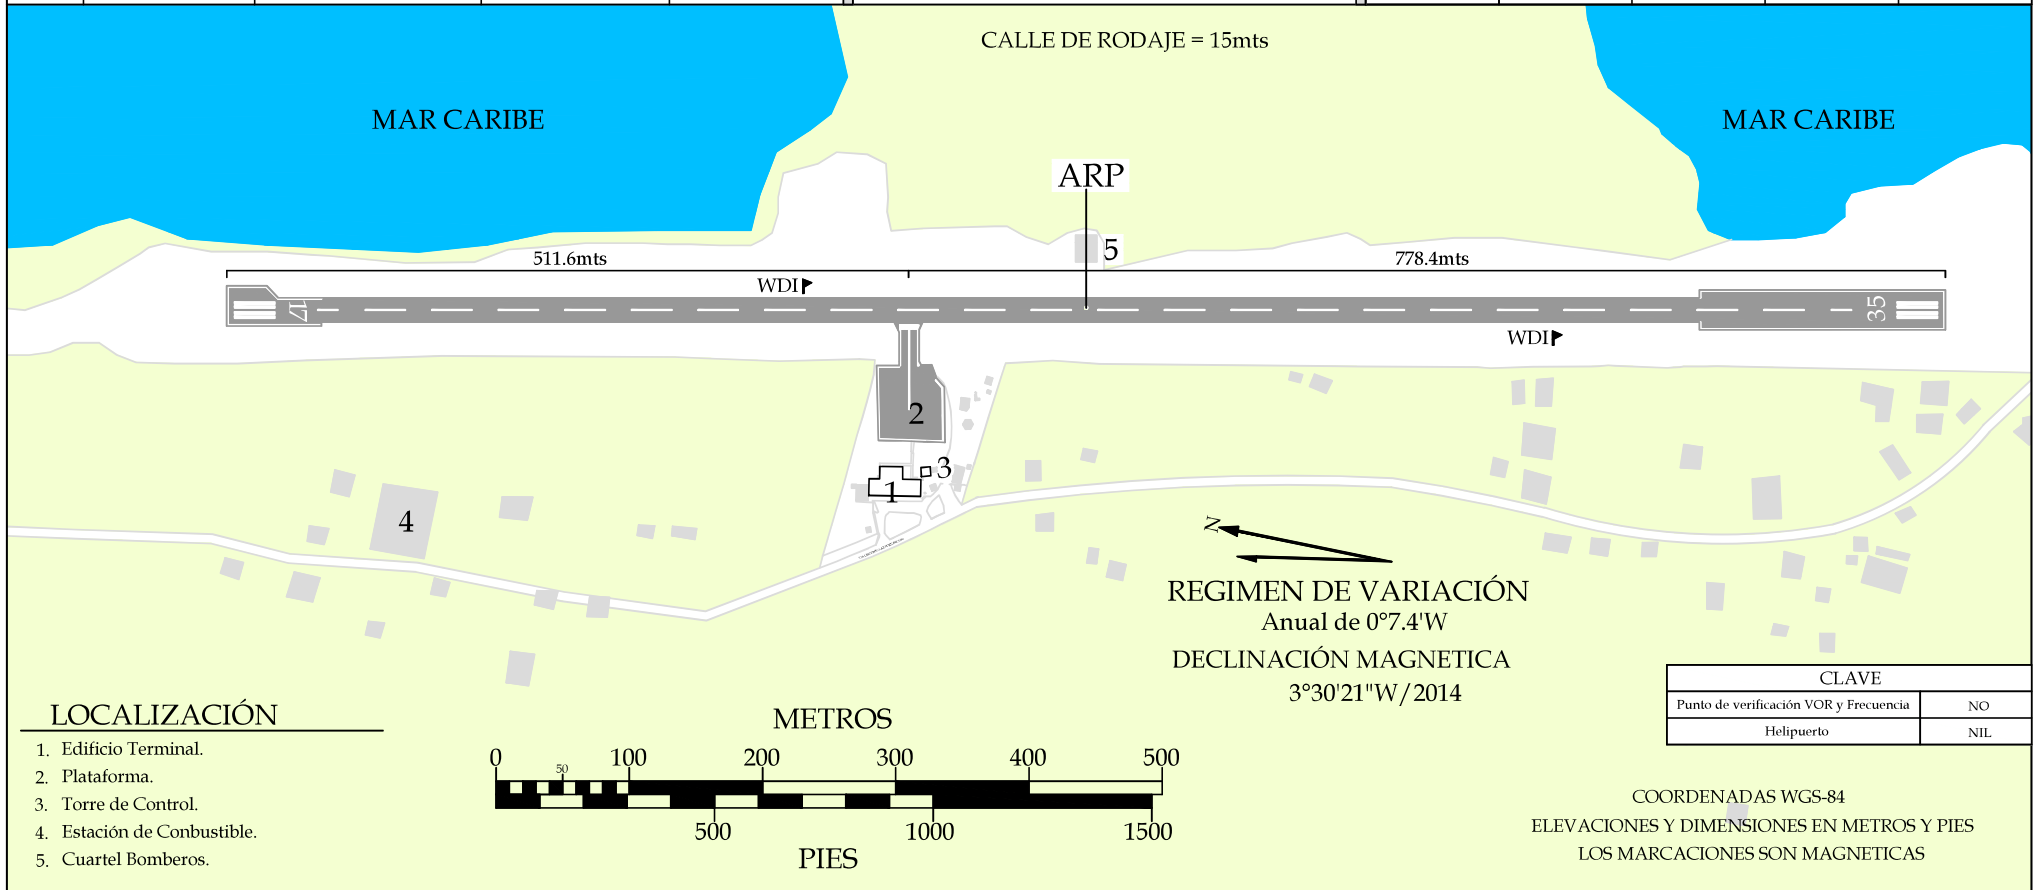 CALLE DE RODAJE = 15mts
MAR CARIBE
MAR CARIBE
ARP
5
511.6mts
778.4mts
WDI
17
35
WDI
2
3
1
4
N
REGIMEN DE VARIACIÓN
Anual de 0°7.4'W
DECLINACIÓN MAGNETICA
3°30'21"W/2014
CLAVE
Punto de verificación VOR y Frecuencia NO
Helipuerto NIL
LOCALIZACIÓN
1. Edificio Terminal.
2. Plataforma.
3. Torre de Control.
4. Estación de Conbustible.
5. Cuartel Bomberos.
METROS
0 50 100 200 300 400 500
500 1000 1500
PIES
COORDENADAS WGS-84
ELEVACIONES Y DIMENSIONES EN METROS Y PIES
LOS MARCACIONES SON MAGNETICAS